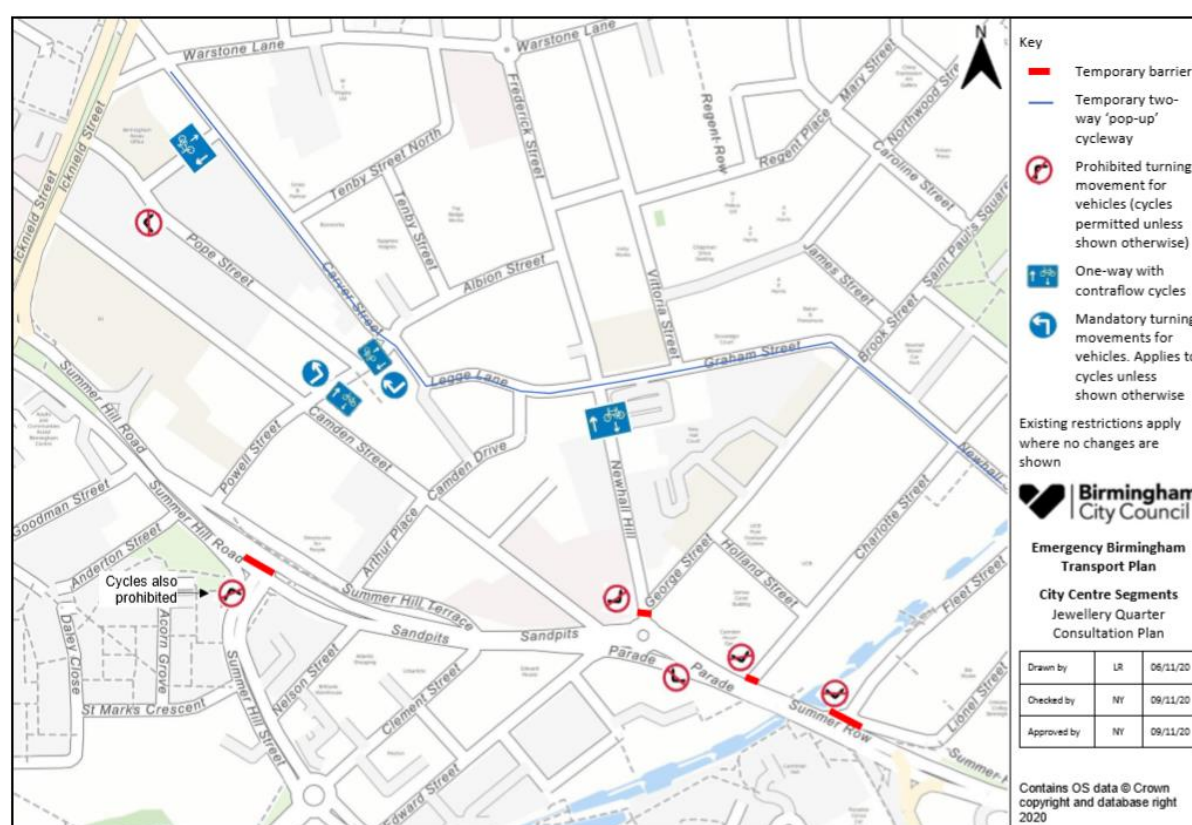 Warstone Lane
Warstone Lane
N
Icknield Street
Icknield Street
Frederick Street
Regent Row
Mary Street
Northwood Stre
Regent Place
Caroline Street
Tenby Street North
Tenby Street
Pope Street
Carver Street
Albion Street
Vittoria Street
James Street
Saint Paul's Square
Brook Street
Graham Street
Legge Lane
Summer Hill Road
Camden Street
Powell Street
Camden Drive
Newhall Hill
Newhall
Charlotte Street
Goodman Street
Anderton Street
Summer Hill Road
Arthur Place
George Street
Holland Street
Fleet Street
Cycles also
prohibited
Summer Hill Terrace
Sandpits
Sandpits
Parade
Parade
Daley Close
Acorn Grove
Summer Hill Street
Nelson Street
Clement Street
Summer Row
Lionel Street
Summer R
St Mark's Crescent
Edward Street
Key
Temporary barrier
Temporary two-
way 'pop-up'
cycleway
Prohibited turning
movement for
vehicles (cycles
permitted unless
shown otherwise)
One-way with
contraflow cycles
Mandatory turning
movements for
vehicles. Applies to
cycles unless
shown otherwise
Existing restrictions apply
where no changes are
shown
Birmingham
City Council
Emergency Birmingham
Transport Plan
City Centre Segments
Jewellery Quarter
Consultation Plan
Drawn by LR 06/11/20
Checked by NY 09/11/20
Approved by NY 09/11/20
Contains OS data © Crown
copyright and database right
2020